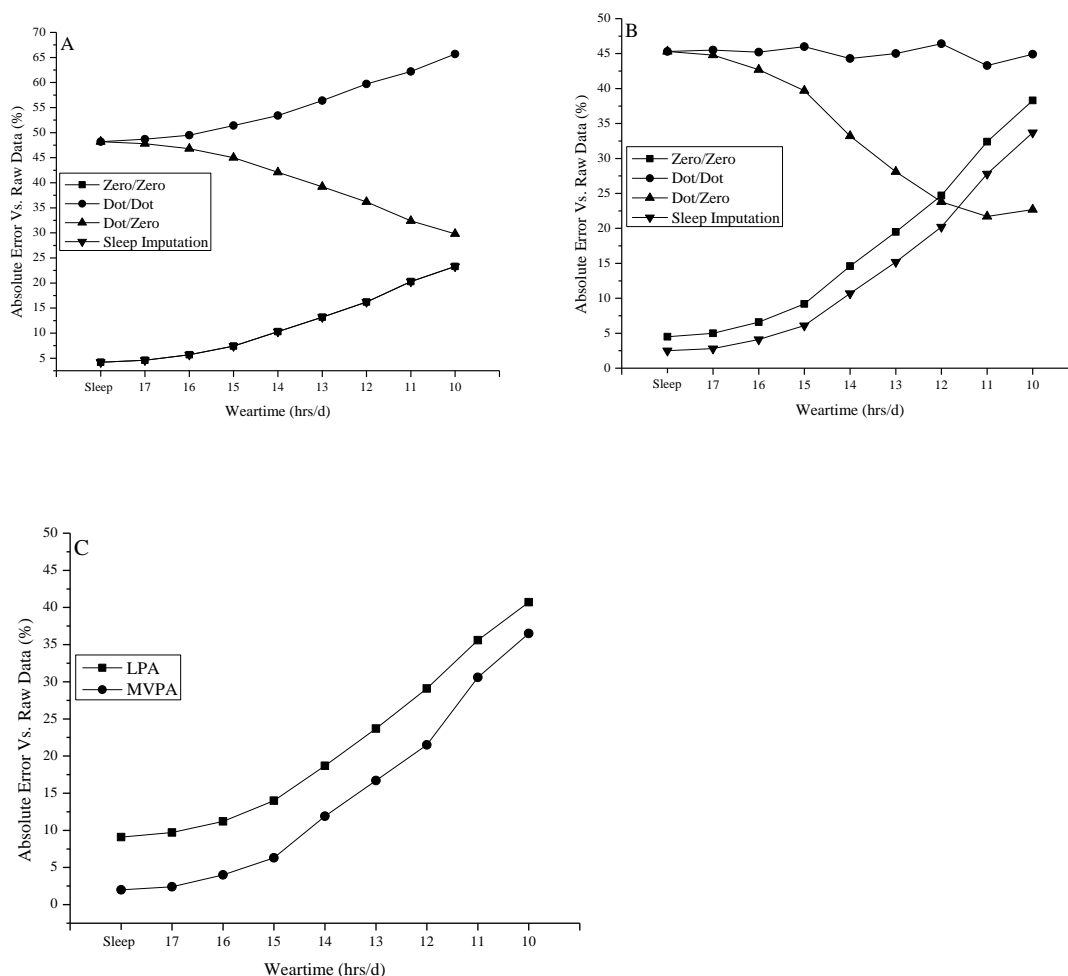 A
Absolute Error Vs. Raw Data (%)
70
65
60
55
50
45
40
35
30
25
20
15
10
5
Zero/Zero
Dot/Dot
Dot/Zero
Sleep Imputation
Sleep 17 16 15 14 13 12 11 10
Weartime (hrs/d)
B
Absolute Error Vs. Raw Data (%)
50
45
40
35
30
25
20
15
10
5
0
Zero/Zero
Dot/Dot
Dot/Zero
Sleep Imputation
Sleep 17 16 15 14 13 12 11 10
Weartime (hrs/d)
C
Absolute Error Vs. Raw Data (%)
50
45
40
35
30
25
20
15
10
5
0
LPA
MVPA
Sleep 17 16 15 14 13 12 11 10
Weartime (hrs/d)